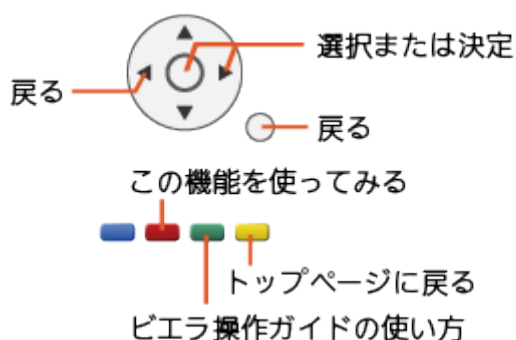 選択または決定
戻る
戻る
この機能を使ってみる
トップページに戻る
ビエラ操作ガイドの使い方